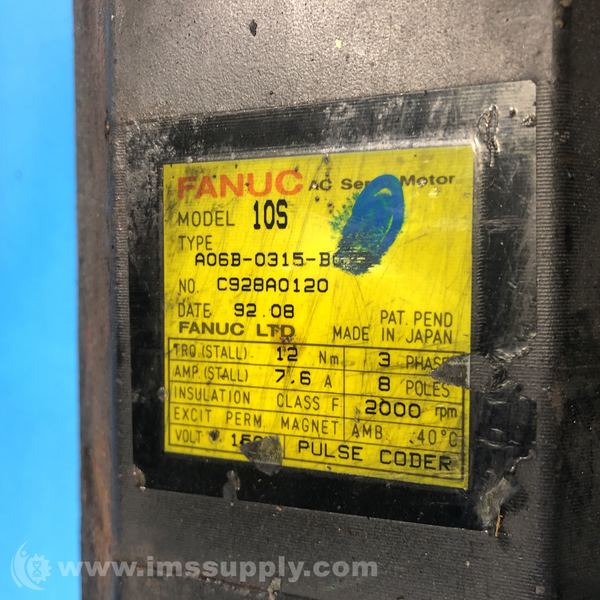 FANUC AC Servo Motor
MODEL 10S
TYPE
A06B-0315-B
NO. C928A0120
DATE 92.08
PAT. PEND
FANUC LTD
MADE IN JAPAN
TRQ (STALL) 12 Nm 3 PHASE
AMP (STALL) 7.6 A 8 POLES
INSULATION CLASS F 2000 rpm
EXCIT PERM MAGNET AMB. 40°C
VOLT PULSE CODER
www.imssupply.com